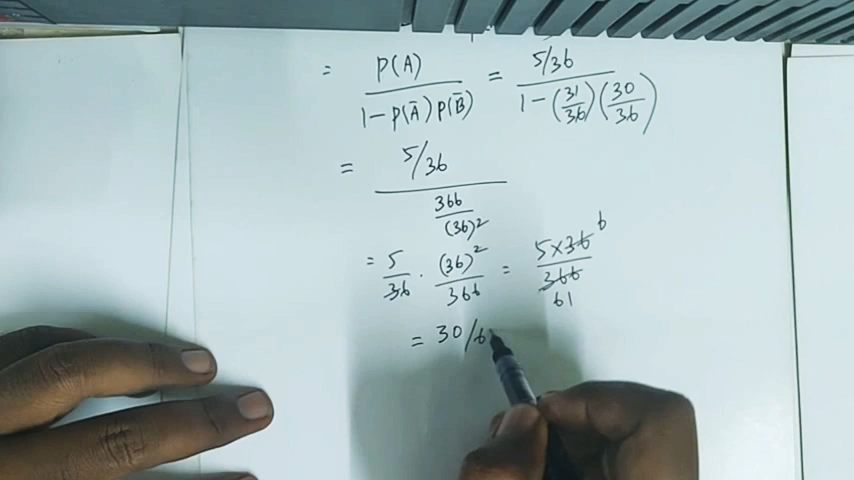 = P(A) / 1 - P(Ā) P(B̄) = 5/36 / 1 - (31/36) (30/36)
= 5/36 / 366/(36)²
= 5/36 · (36)²/366 = 5 × 36 6 / 366 61
= 30/6